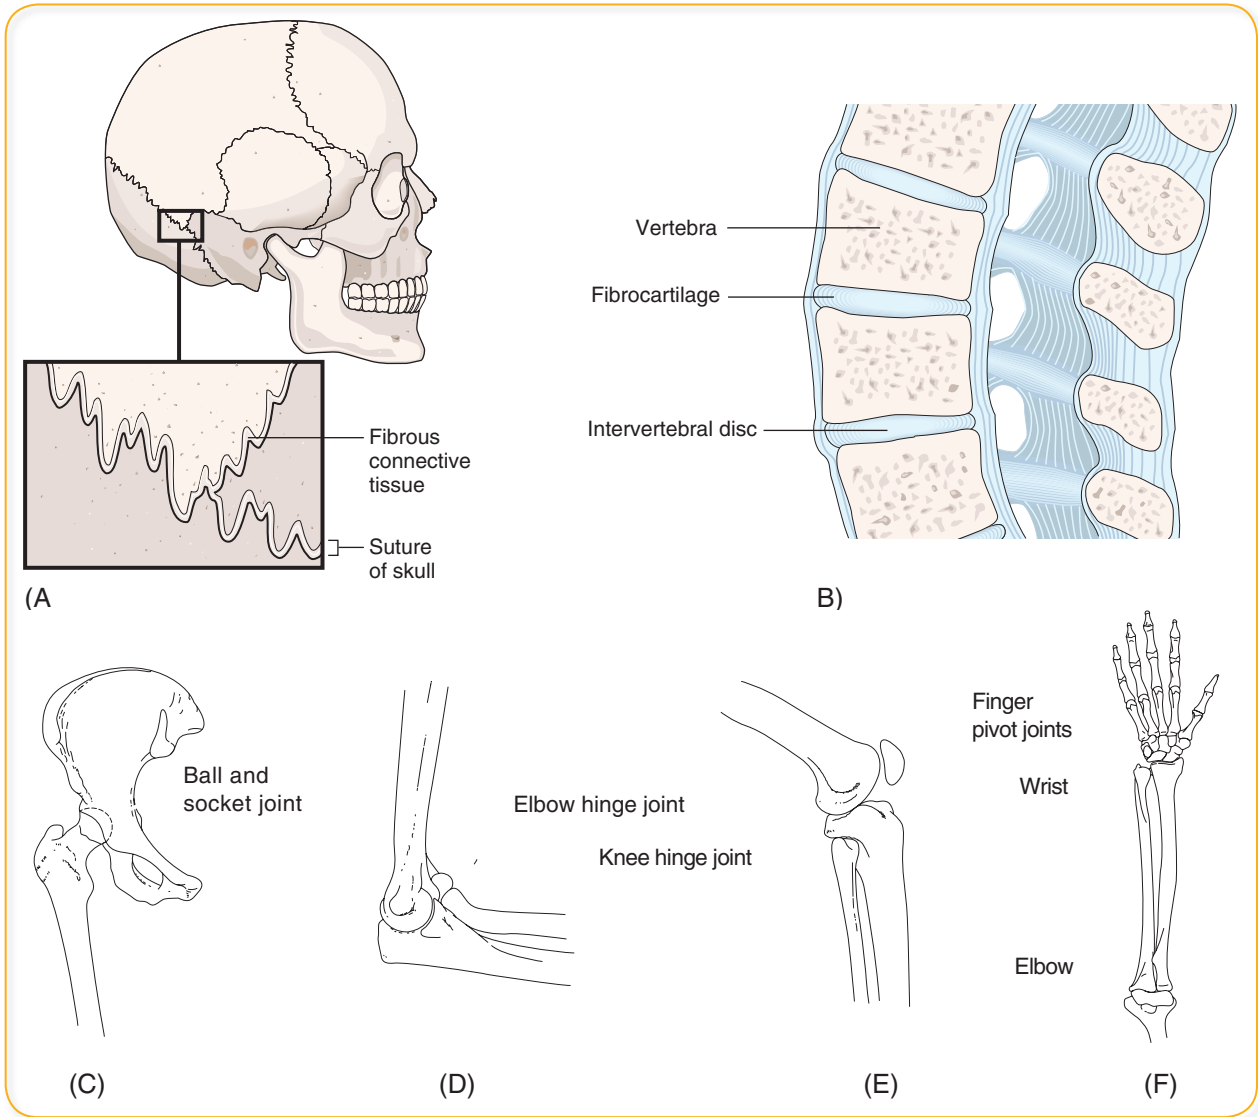 Vertebra
Fibrocartilage
Intervertebral disc
Fibrous
connective
tissue
Suture
of skull
(A
B)
Ball and
socket joint
Elbow hinge joint
Knee hinge joint
Finger
pivot joints
Wrist
Elbow
(C)
(D)
(E)
(F)